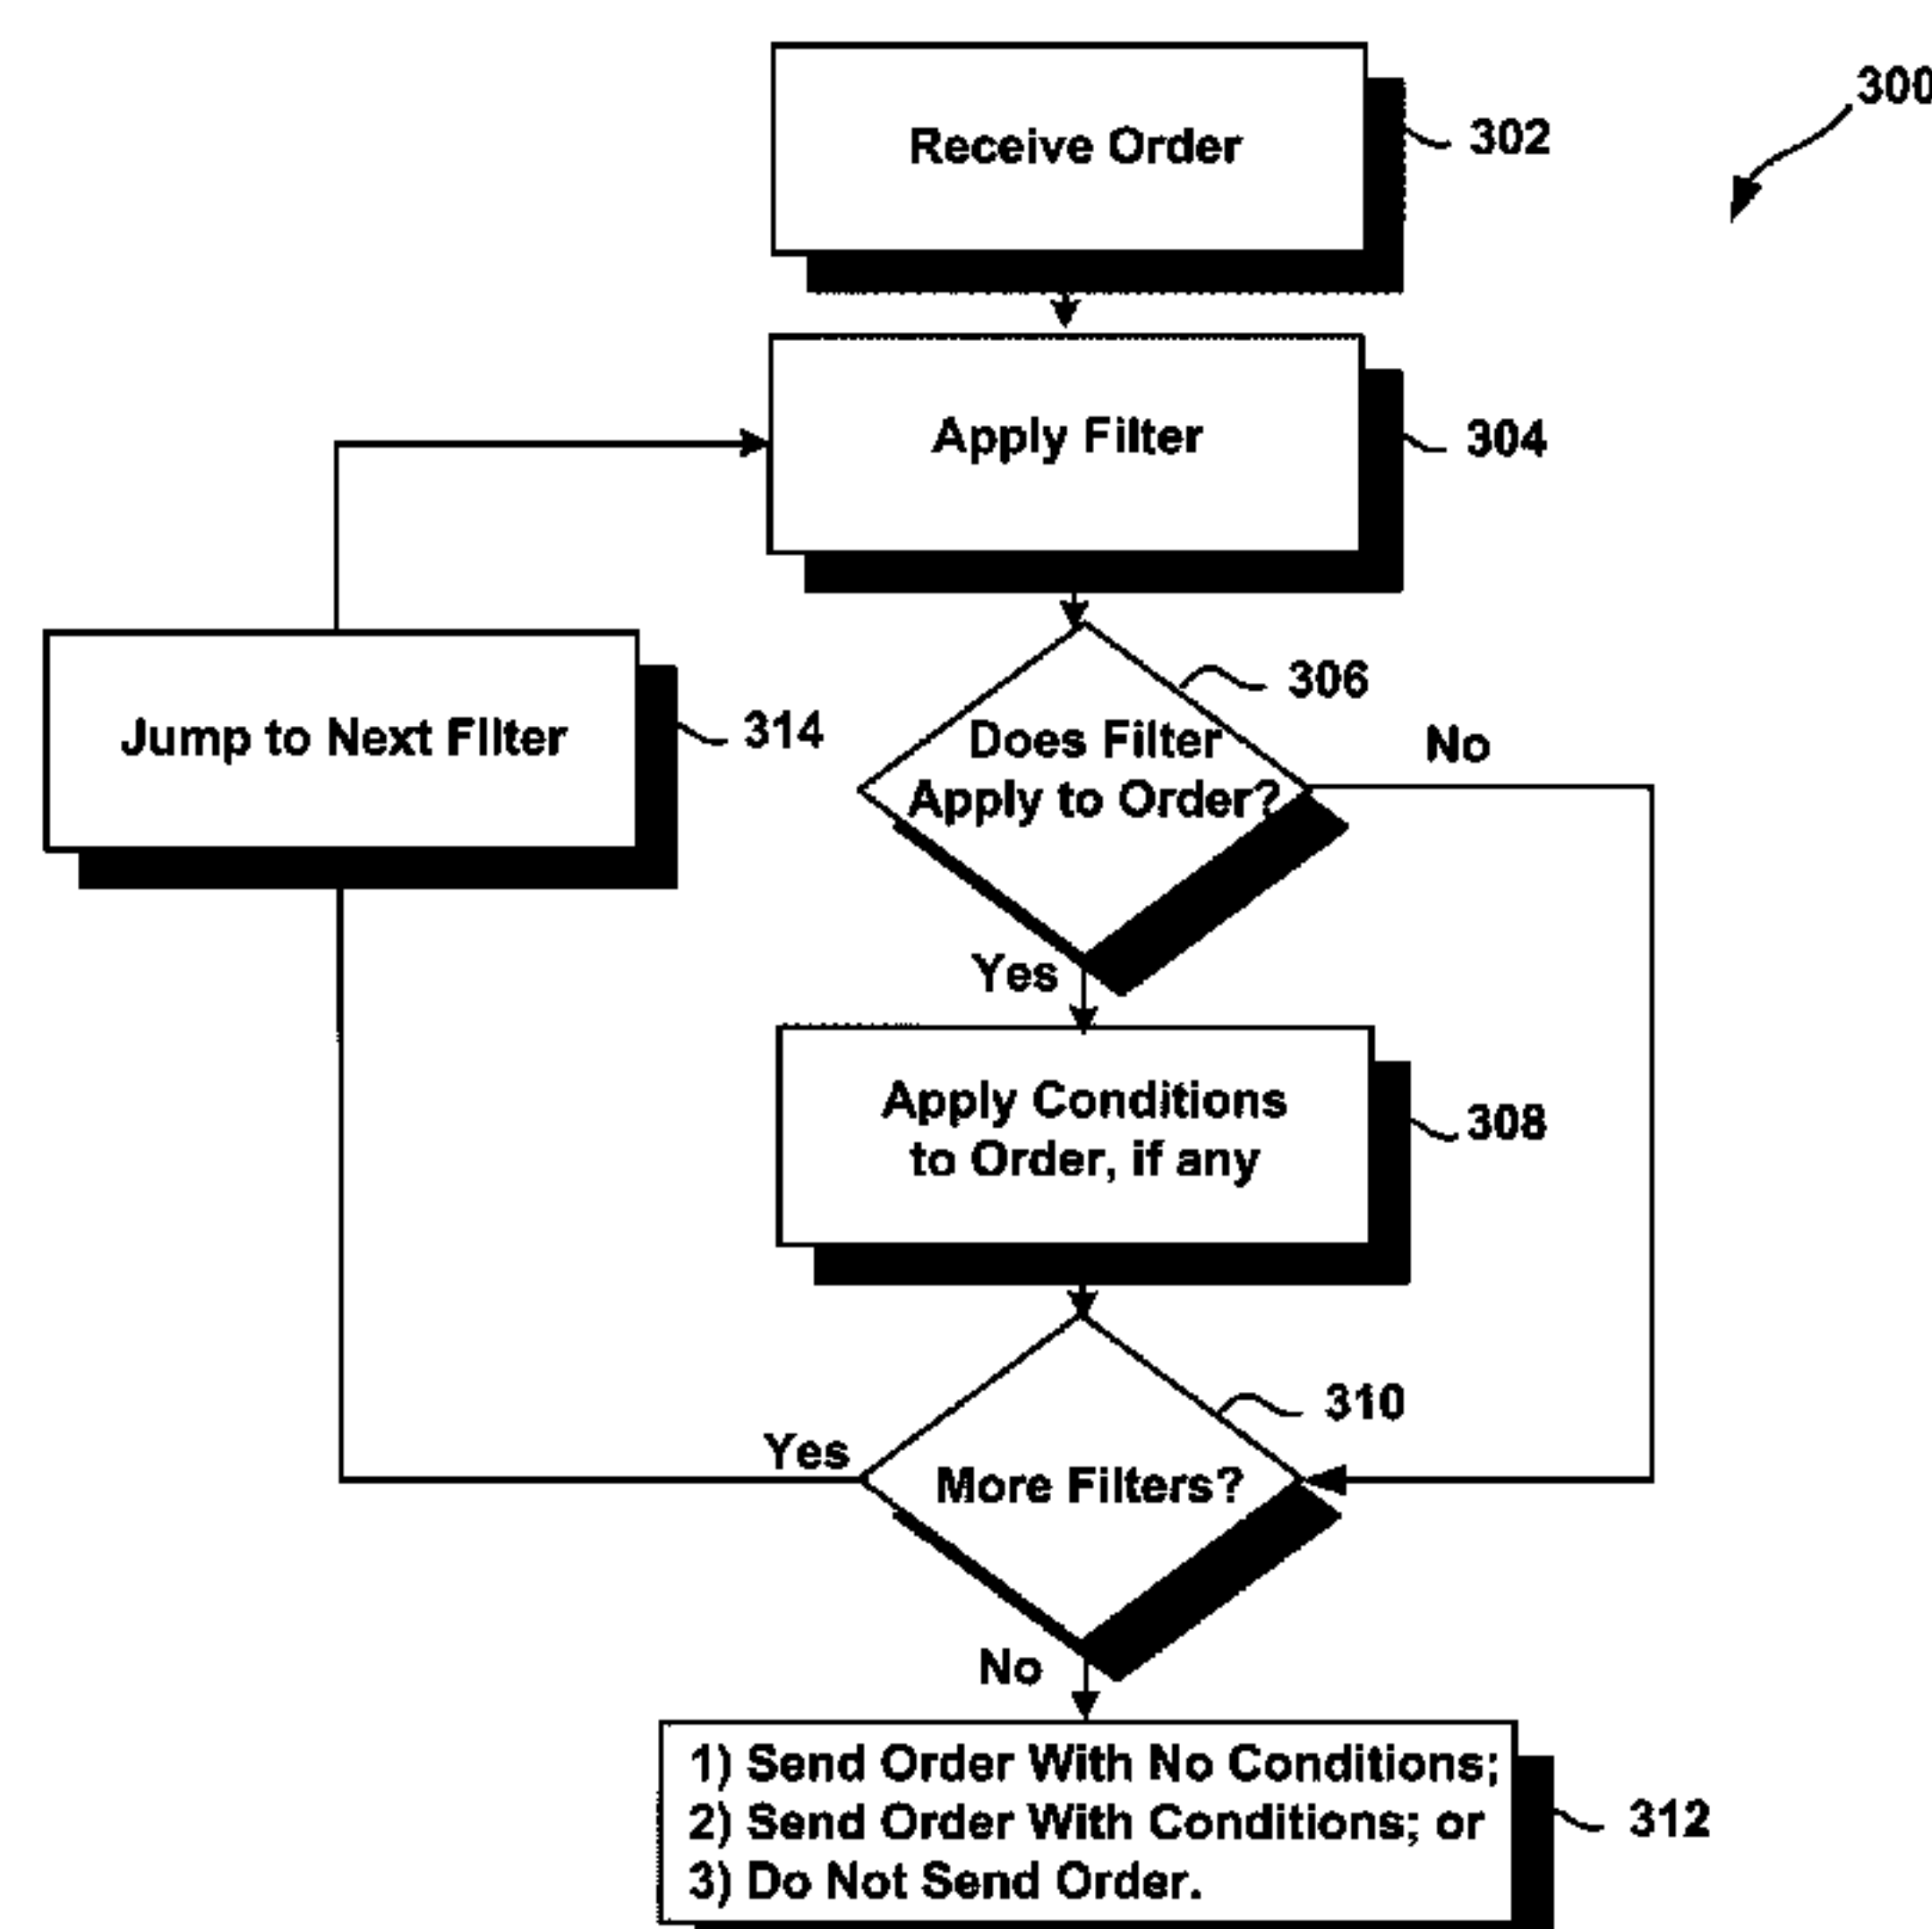 300
Receive Order
302
Apply Filter
304
Jump to Next Filter
314
306
Does Filter
Apply to Order?
No
Yes
Apply Conditions
to Order, if any
308
310
More Filters?
Yes
No
1) Send Order With No Conditions;
2) Send Order With Conditions; or
3) Do Not Send Order.
312